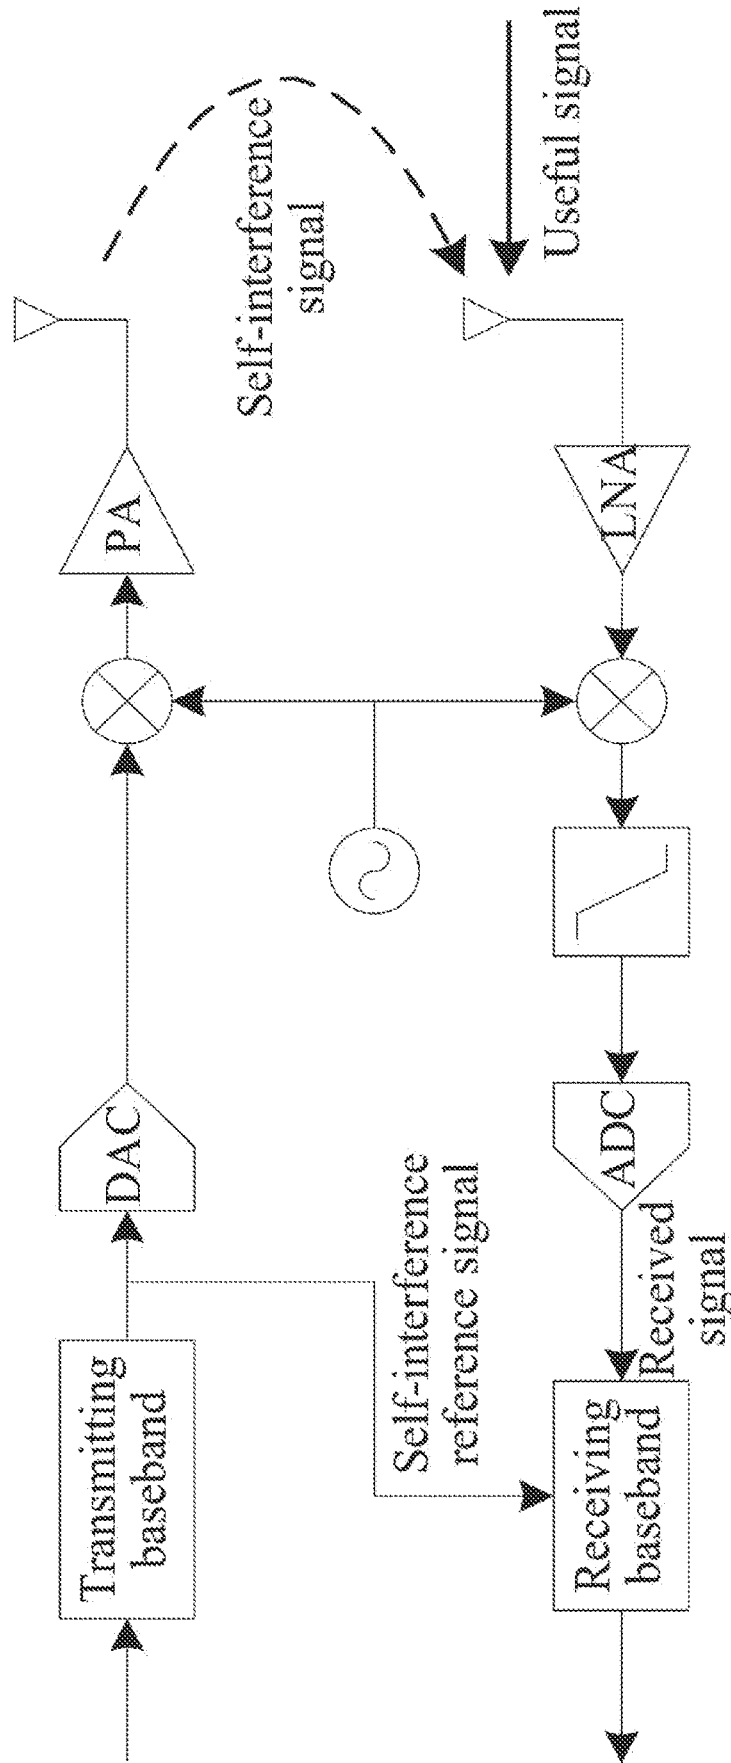 Transmitting
baseband
DAC
PA
Self-interference
signal
Useful signal
Self-interference
reference signal
Receiving
baseband
Received
signal
ADC
LNA